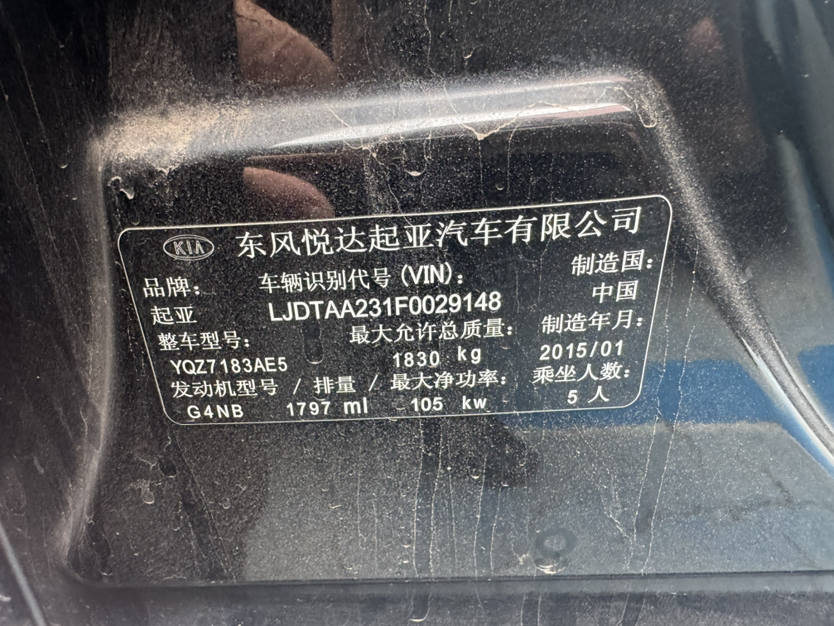 KIA 东风悦达起亚汽车有限公司
品牌： 车辆识别代号 (VIN)： 制造国：
起亚 LJDTAA231F0029148 中国
整车型号： 最大允许总质量： 制造年月：
YQZ7183AE5 1830 kg 2015/01
发动机型号 / 排量 / 最大净功率： 乘坐人数：
G4NB 1797 ml 105 kw 5 人